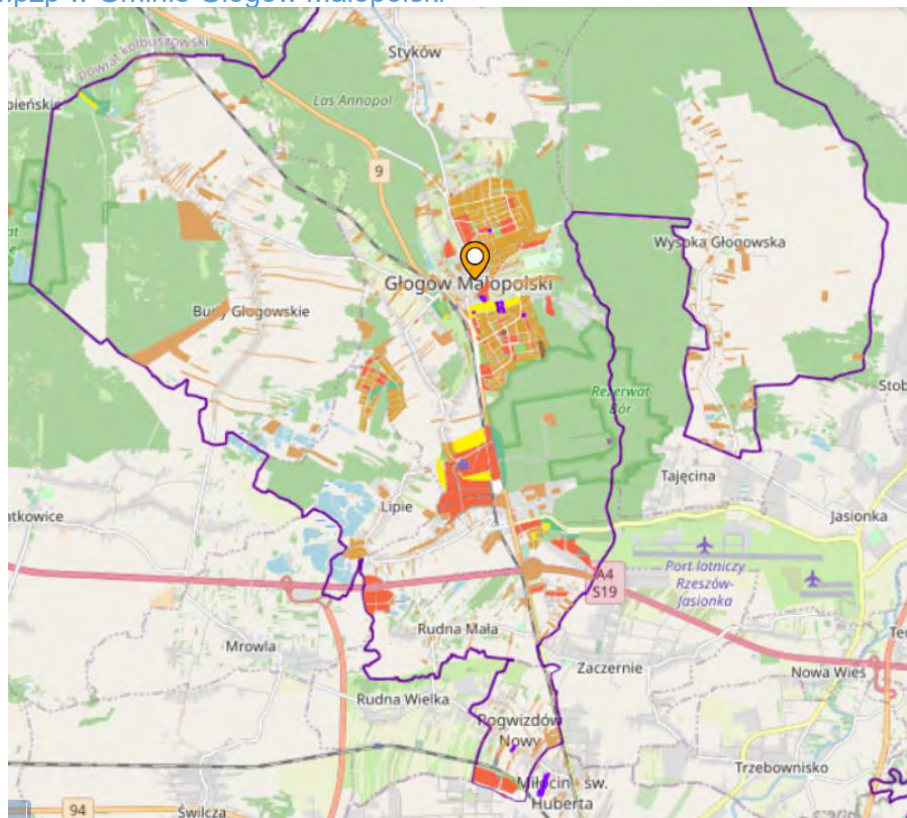 mpzp w Gminie Głogów Małopolski
Styków
powiat kolbuszowski
pieńskie
Las Annopol
9
Wysoka Głogowska
Głogów Małopolski
Budy Głogowskie
Rezerwat
Bór
Stob
Tajęcina
Lipie
Jasionka
atkowice
Port lotniczy
Rzeszów-
Jasionka
A4
S19
Rudna Mała
Mrowla
Zaczernie
Nowa Wieś
Rudna Wielka
Pogwizdów
Nowy
Trzebownisko
Miłocin - św.
Huberta
94
Świlcza